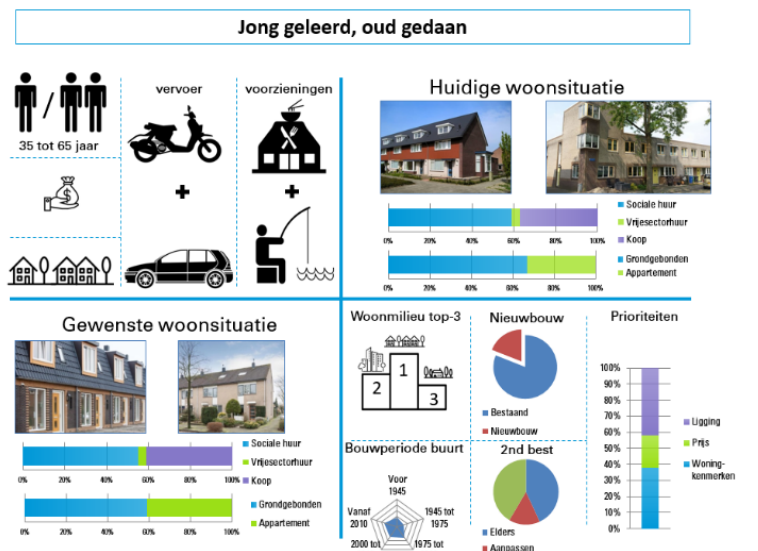 Jong geleerd, oud gedaan
35 tot 65 jaar
vervoer
voorzieningen
Huidige woonsituatie
Sociale huur
Vrijesectorhuur
Koop
0% 20% 40% 60% 80% 100%
Grondgebonden
Appartement
0% 20% 40% 60% 80% 100%
Gewenste woonsituatie
Sociale huur
Vrijesectorhuur
Koop
0% 20% 40% 60% 80% 100%
Grondgebonden
Appartement
0% 20% 40% 60% 80% 100%
Woonmilieu top-3
1
2
3
Nieuwbouw
Bestaand
Nieuwbouw
Bouwperiode buurt
Voor
1945
1945 tot
1975
1975 tot
2000 tot
Vanaf
2010
2nd best
Elders
Aanpassen
Prioriteiten
100%
90%
80%
70%
60%
50%
40%
30%
20%
10%
0%
Ligging
Prijs
Woning-
kenmerken